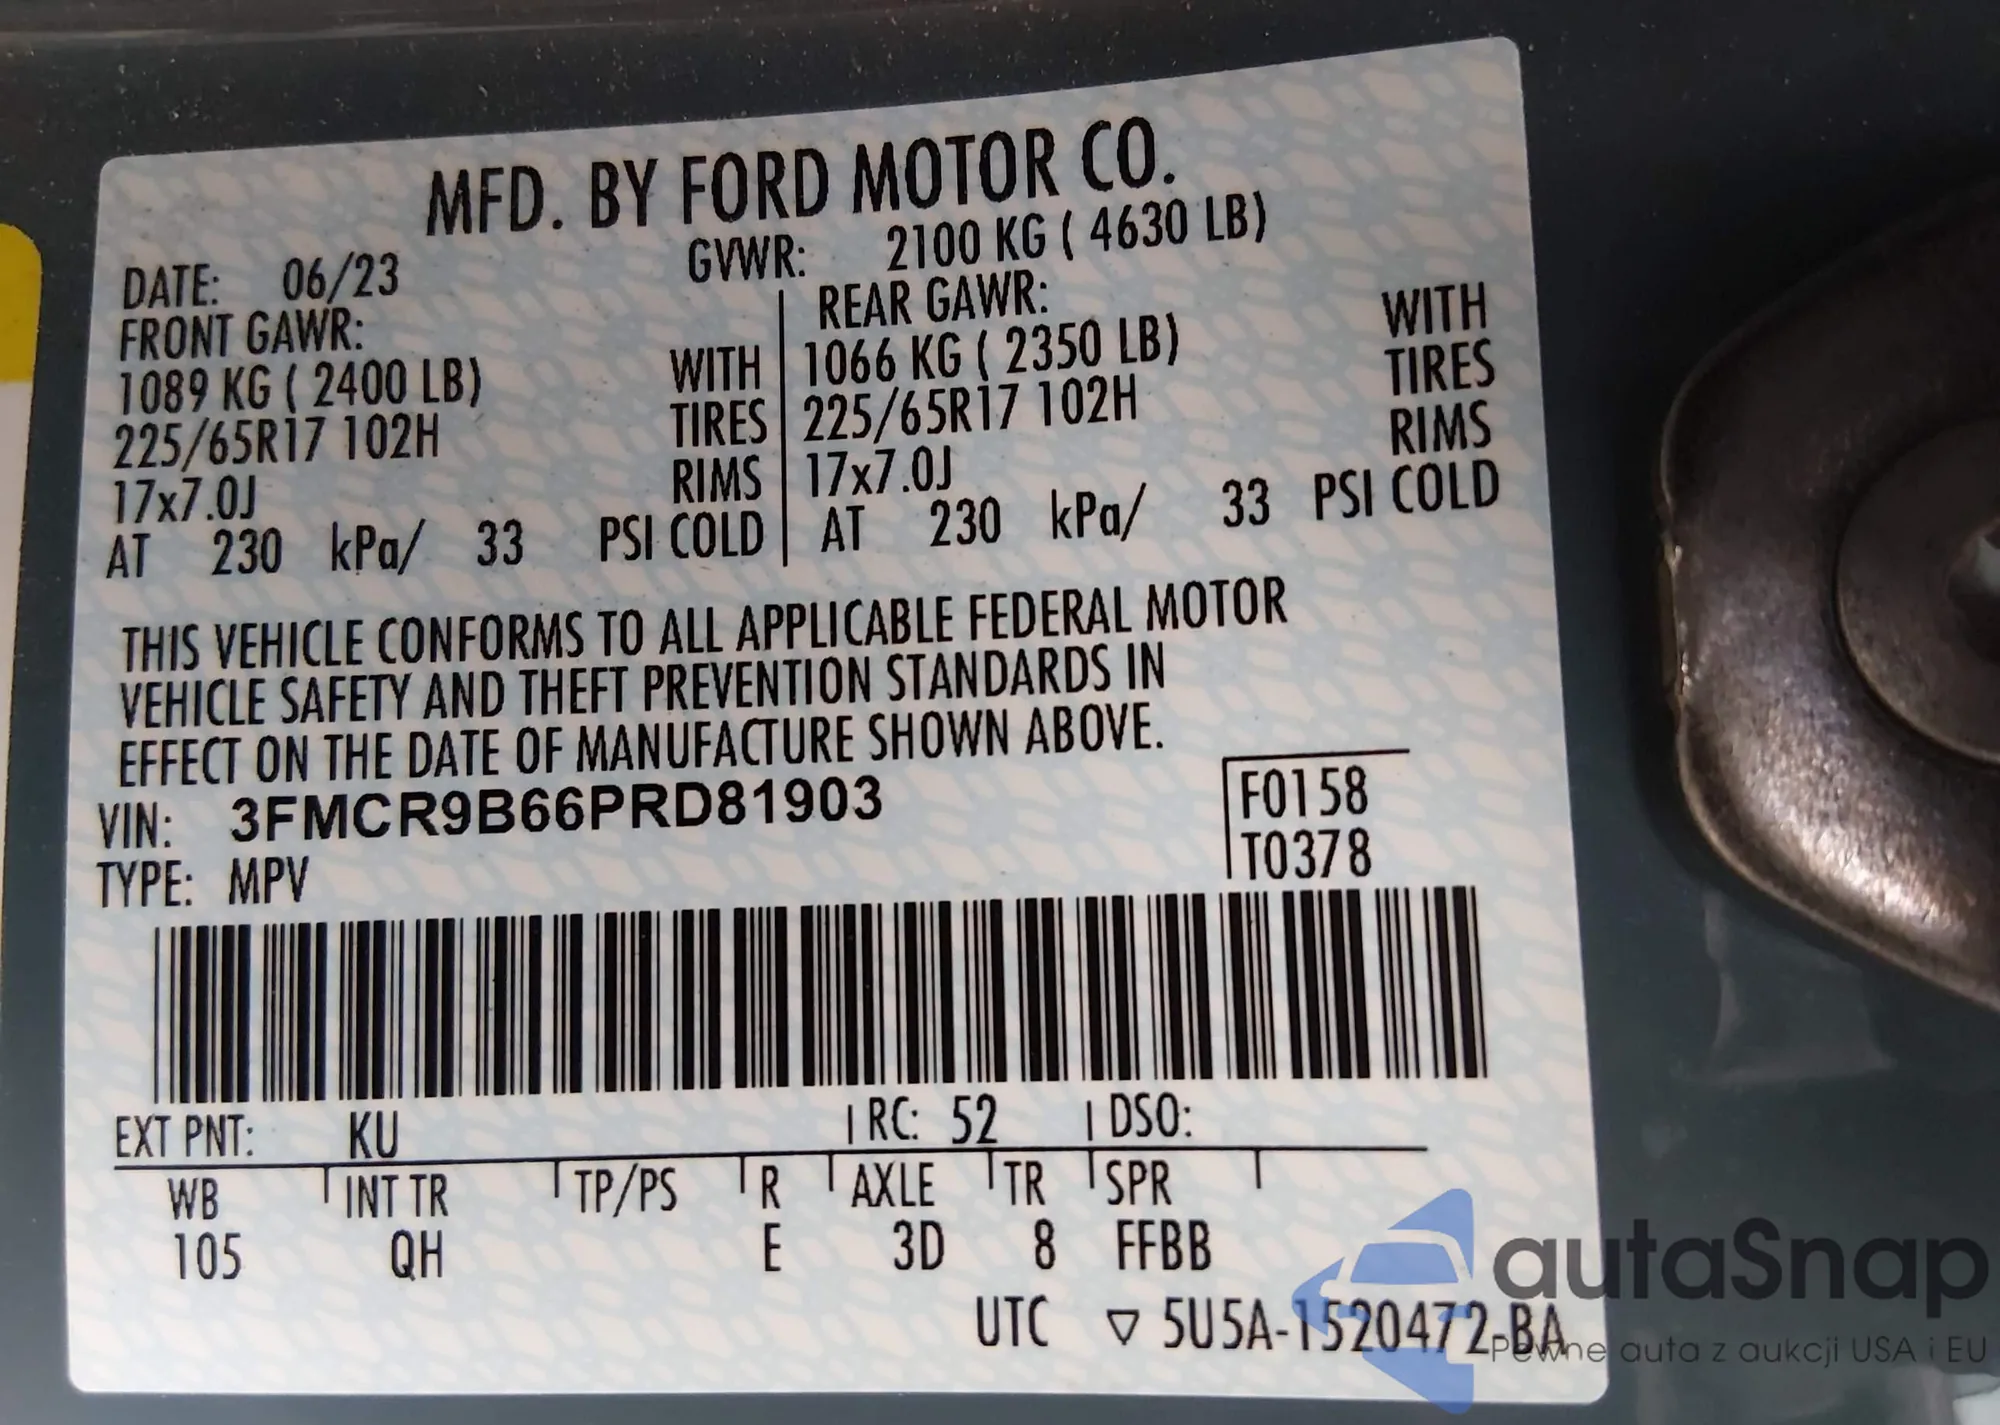 MFD. BY FORD MOTOR CO.
DATE: 06/23 GVWR: 2100 KG ( 4630 LB)
FRONT GAWR: REAR GAWR: WITH
1089 KG ( 2400 LB) WITH 1066 KG ( 2350 LB) TIRES
225/65R17 102H TIRES 225/65R17 102H RIMS
17x7.0J RIMS 17x7.0J
AT 230 kPa/ 33 PSI COLD AT 230 kPa/ 33 PSI COLD
THIS VEHICLE CONFORMS TO ALL APPLICABLE FEDERAL MOTOR
VEHICLE SAFETY AND THEFT PREVENTION STANDARDS IN
EFFECT ON THE DATE OF MANUFACTURE SHOWN ABOVE.
VIN: 3FMCR9B66PRD81903 F0158
TYPE: MPV T0378
EXT PNT: KU RC: 52 DSO:
WB INT TR TP/PS R AXLE TR SPR
105 QH E 3D 8 FFBB
UTC ▽ 5U5A-1520472-BA
autaSnap
Pewne auta z aukcji USA i EU